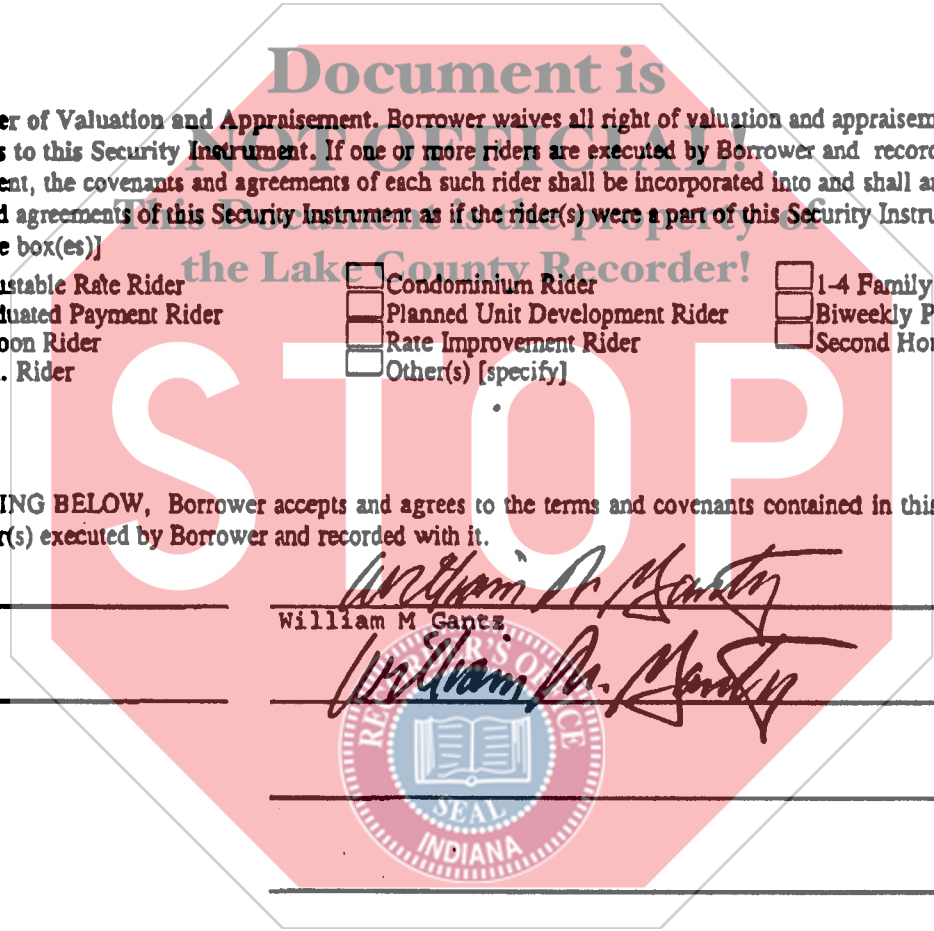 Document is
er of Valuation and Appraisement. Borrower waives all right of valuation and appraisem
NOT OFFICIAL!
s to this Security Instrument. If one or more riders are executed by Borrower and record
ent, the covenants and agreements of each such rider shall be incorporated into and shall a
This Document is the property of
d agreements of this Security Instrument as if the rider(s) were a part of this Security Instru
e box(es)]
the Lake County Recorder!
ustable Rate Rider Condominium Rider 1-4 Family
duated Payment Rider Planned Unit Development Rider Biweekly P
oon Rider Rate Improvement Rider Second Ho
. Rider Other(s) [specify]
STOP
ING BELOW, Borrower accepts and agrees to the terms and covenants contained in this
r(s) executed by Borrower and recorded with it.
William M Gantz
William M Gantz
William M. Gantz
RECORDER'S OFFICE
SEAL
INDIANA